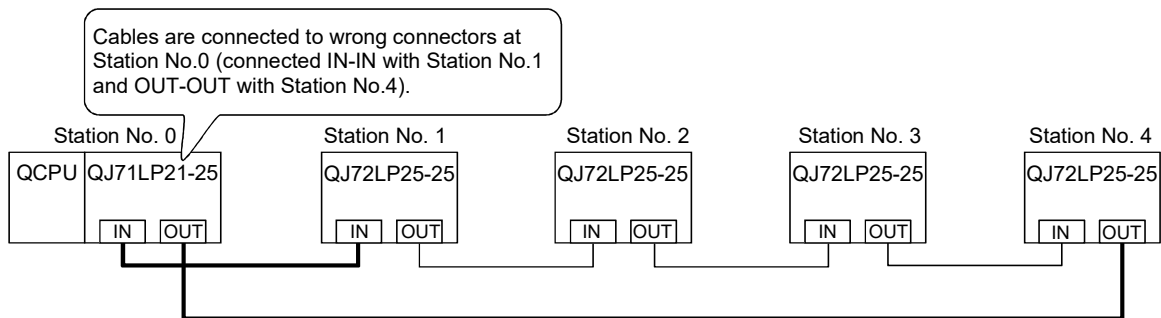 Cables are connected to wrong connectors at
Station No.0 (connected IN-IN with Station No.1
and OUT-OUT with Station No.4).
Station No. 0 Station No. 1 Station No. 2 Station No. 3 Station No. 4
QCPU QJ71LP21-25 QJ72LP25-25 QJ72LP25-25 QJ72LP25-25 QJ72LP25-25
IN OUT IN OUT IN OUT IN OUT IN OUT